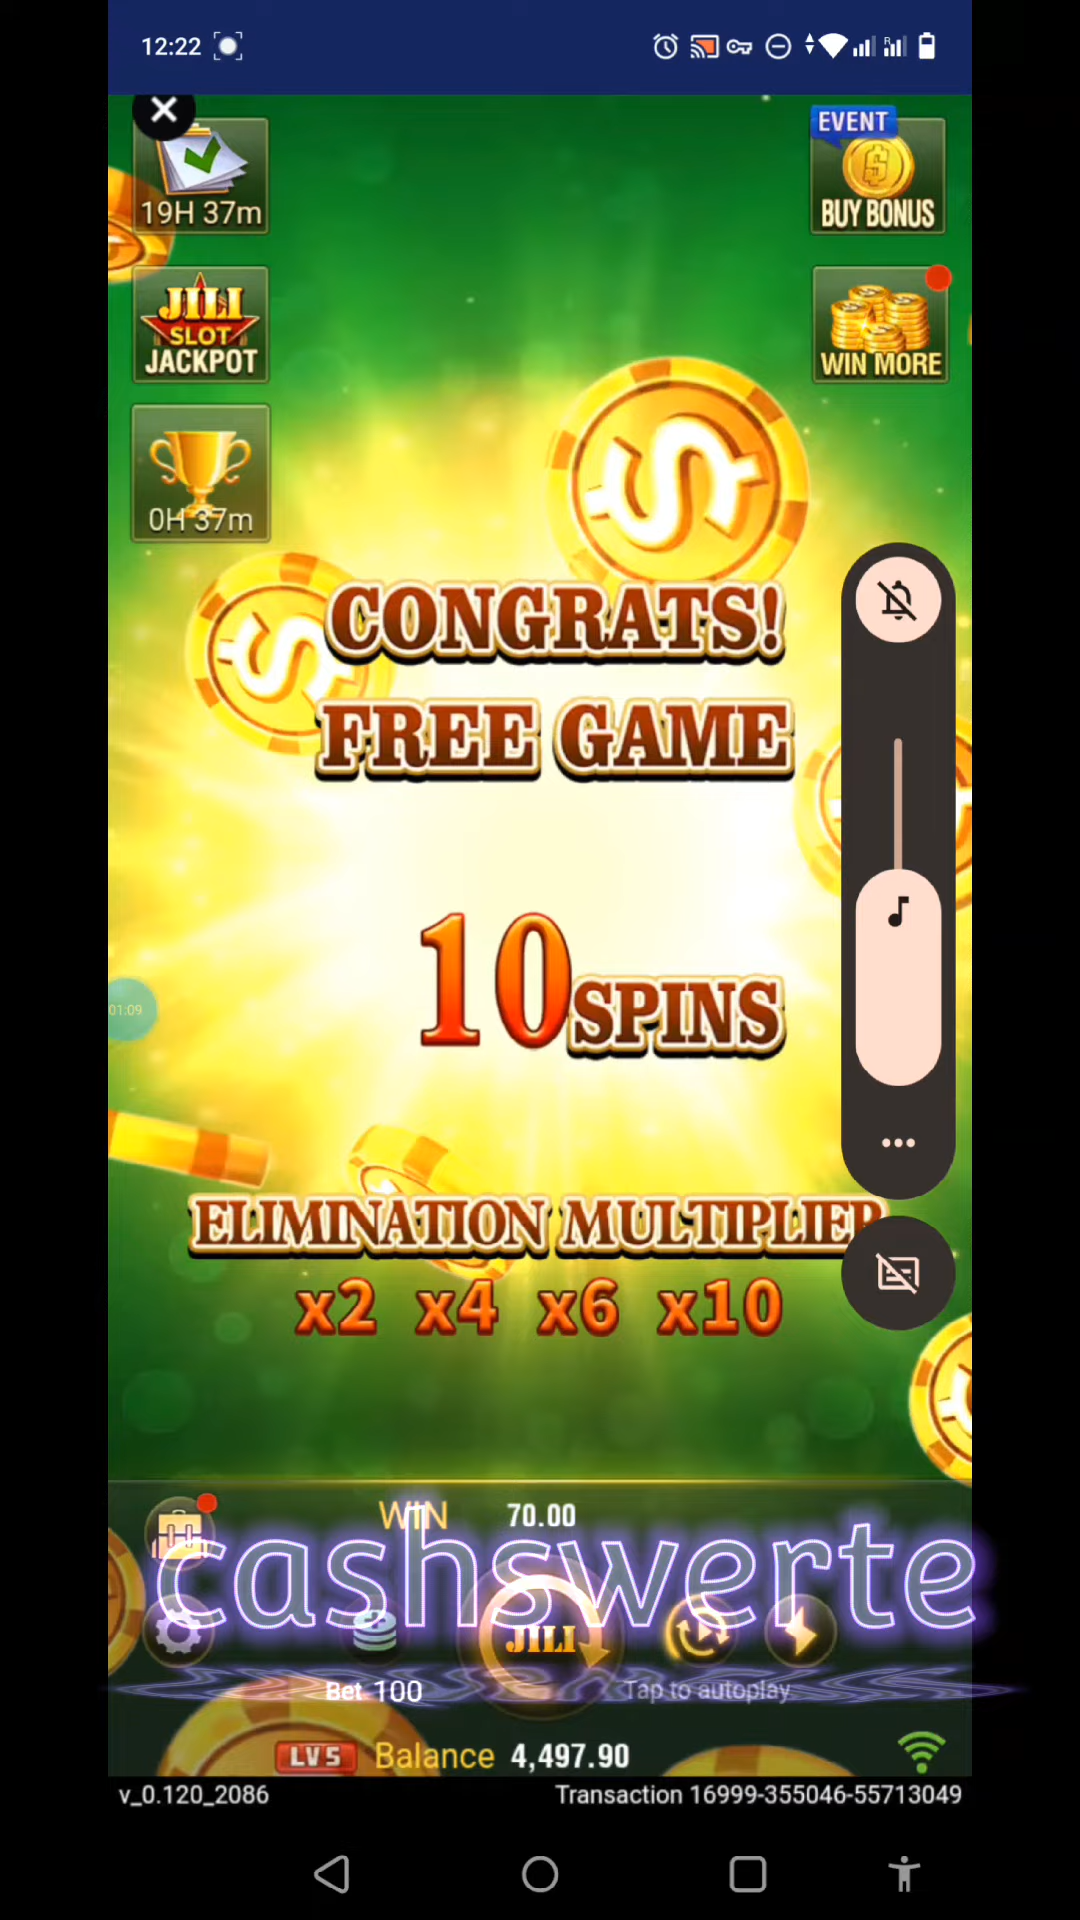 12:22
EVENT
19H 37m
BUY BONUS
JILI
SLOT
JACKPOT
WIN MORE
0H 37m
CONGRATS!
FREE GAME
10 SPINS
01:09
ELIMINATION MULTIPLIER
x2 x4 x6 x10
WIN 70.00
cashswerte
JILI
Bet 100
Tap to autoplay
LV5 Balance 4,497.90
v_0.120_2086
Transaction 16999-355046-55713049